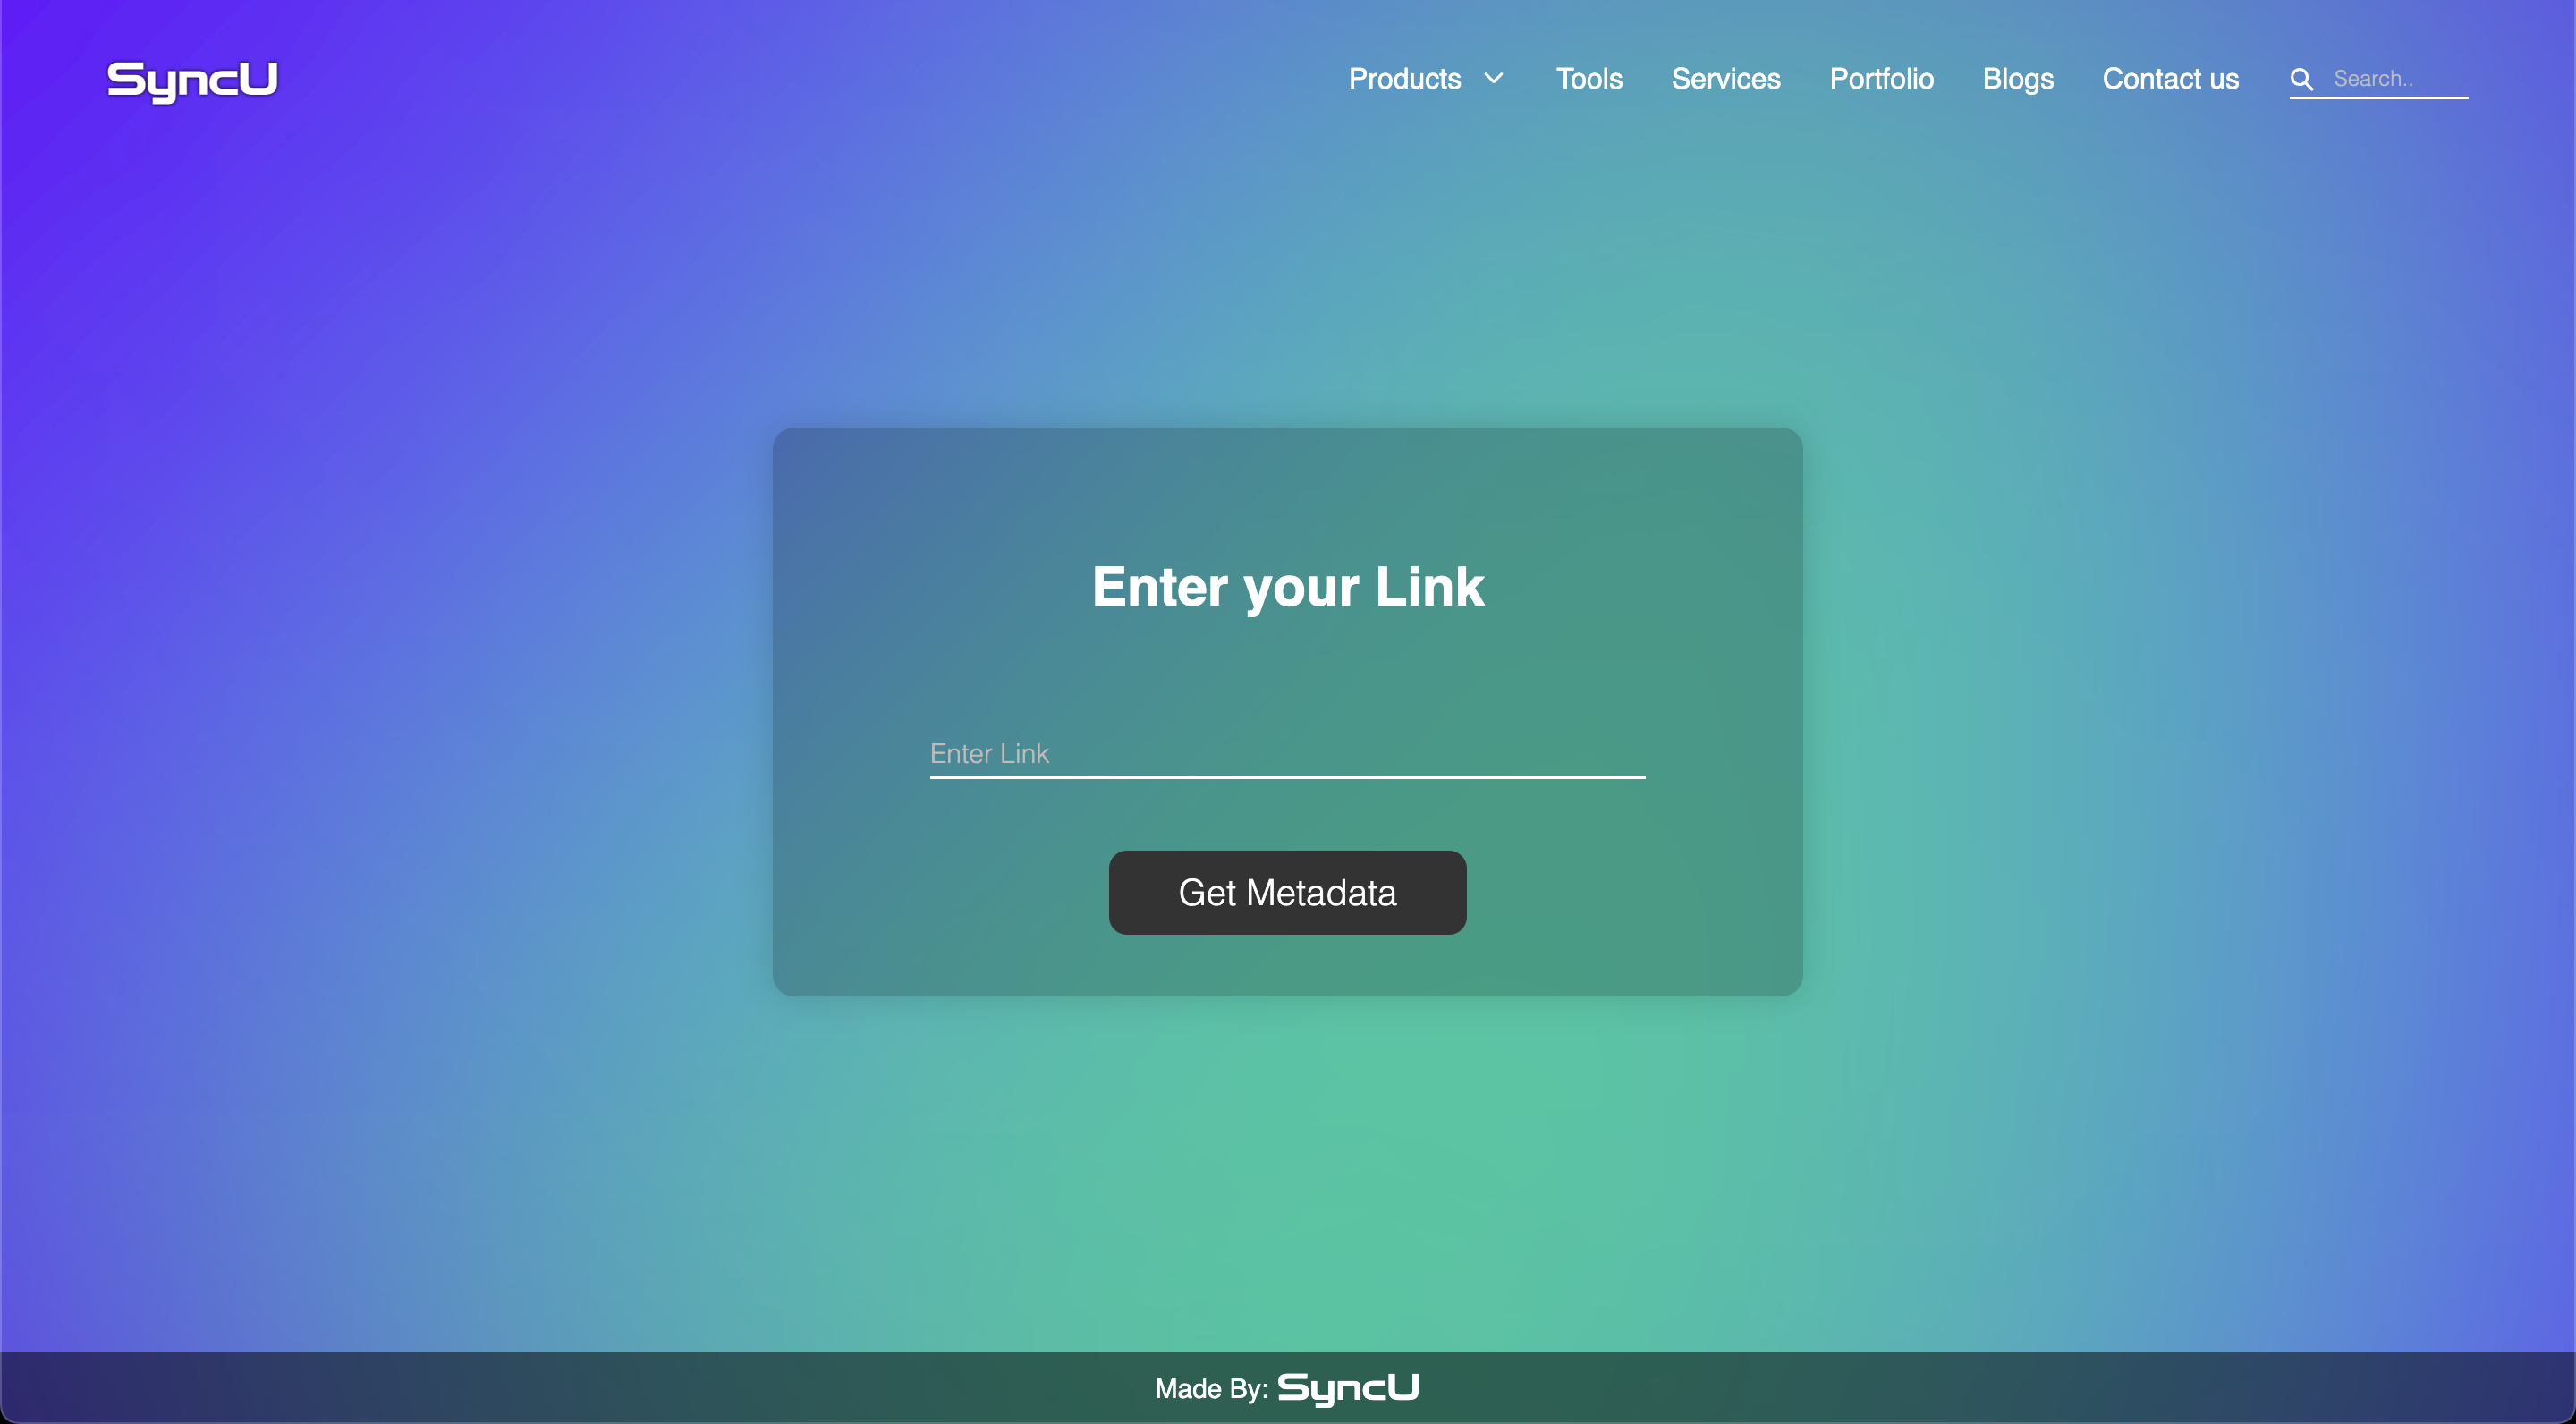 SyncU
Products Tools Services Portfolio Blogs Contact us Search..
Enter your Link
Enter Link
Get Metadata
Made By: SyncU